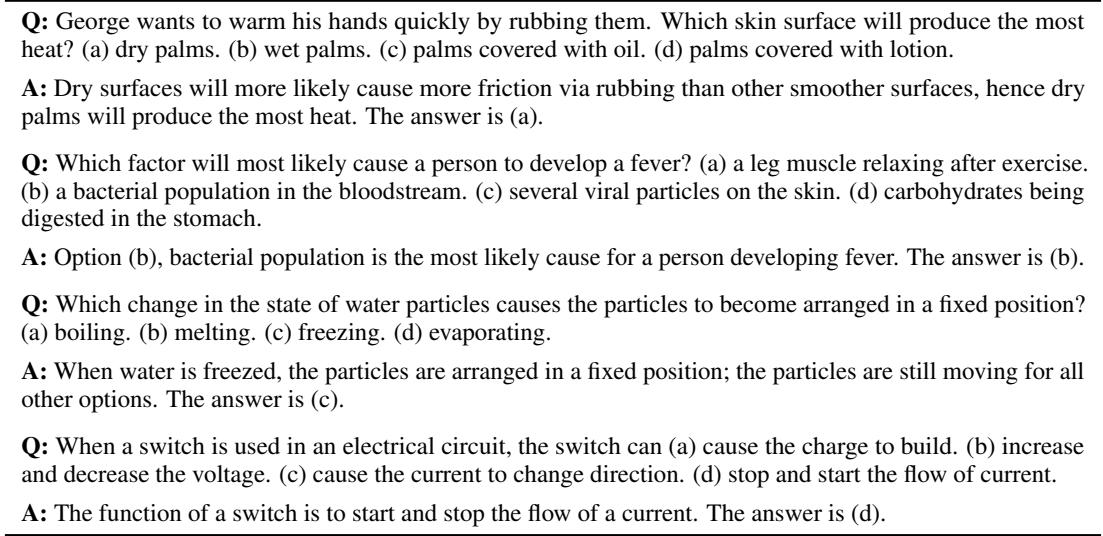 Q: George wants to warm his hands quickly by rubbing them. Which skin surface will produce the most
heat? (a) dry palms. (b) wet palms. (c) palms covered with oil. (d) palms covered with lotion.
A: Dry surfaces will more likely cause more friction via rubbing than other smoother surfaces, hence dry
palms will produce the most heat. The answer is (a).
Q: Which factor will most likely cause a person to develop a fever? (a) a leg muscle relaxing after exercise.
(b) a bacterial population in the bloodstream. (c) several viral particles on the skin. (d) carbohydrates being
digested in the stomach.
A: Option (b), bacterial population is the most likely cause for a person developing fever. The answer is (b).
Q: Which change in the state of water particles causes the particles to become arranged in a fixed position?
(a) boiling. (b) melting. (c) freezing. (d) evaporating.
A: When water is freezed, the particles are arranged in a fixed position; the particles are still moving for all
other options. The answer is (c).
Q: When a switch is used in an electrical circuit, the switch can (a) cause the charge to build. (b) increase
and decrease the voltage. (c) cause the current to change direction. (d) stop and start the flow of current.
A: The function of a switch is to start and stop the flow of a current. The answer is (d).